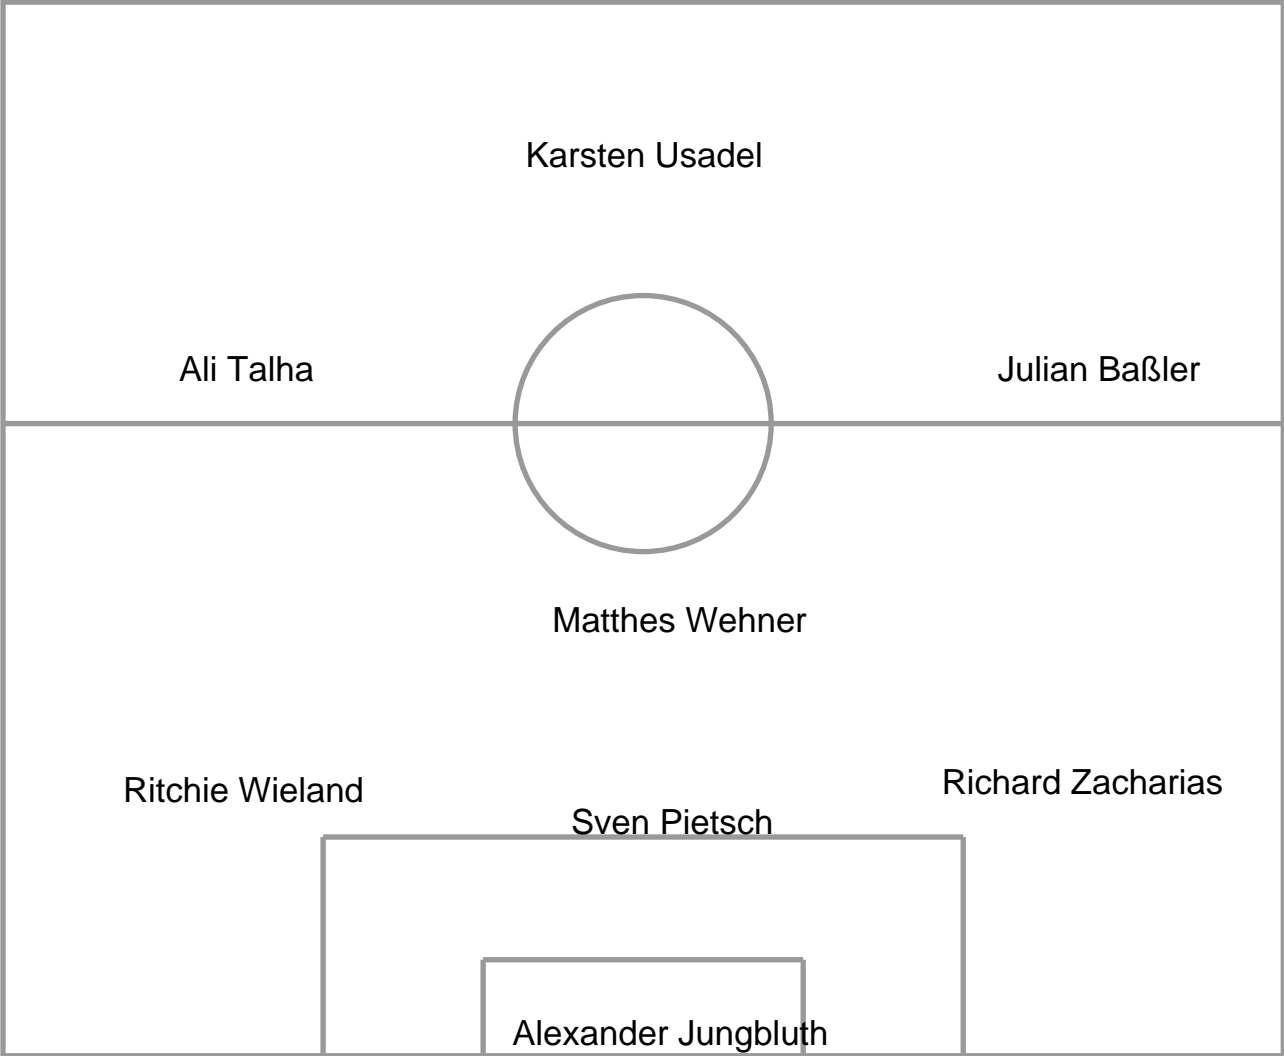 Karsten Usadel
Ali Talha
Julian Baßler
Matthes Wehner
Ritchie Wieland
Richard Zacharias
Sven Pietsch
Alexander Jungbluth